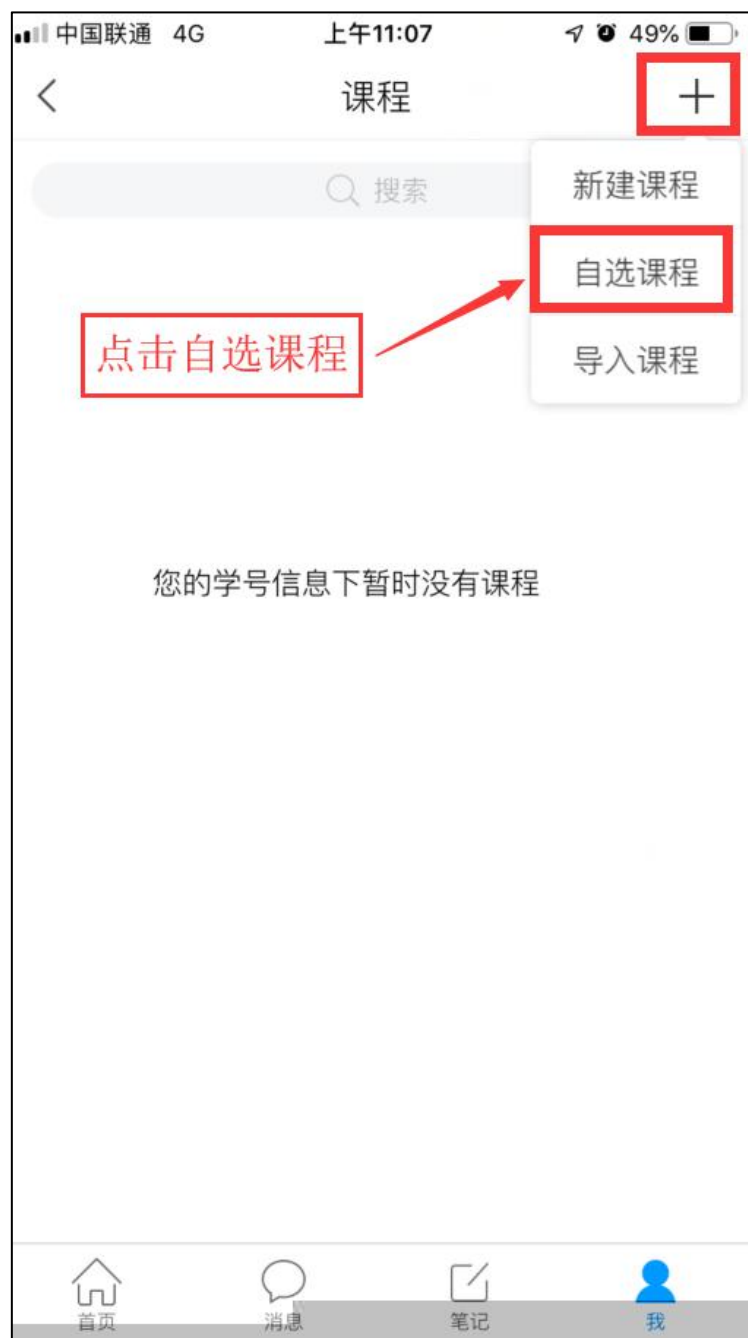 中国联通 4G 上午11:07 49%
课程
搜索
新建课程
自选课程
点击自选课程
导入课程
您的学号信息下暂时没有课程
首页 消息 笔记 我